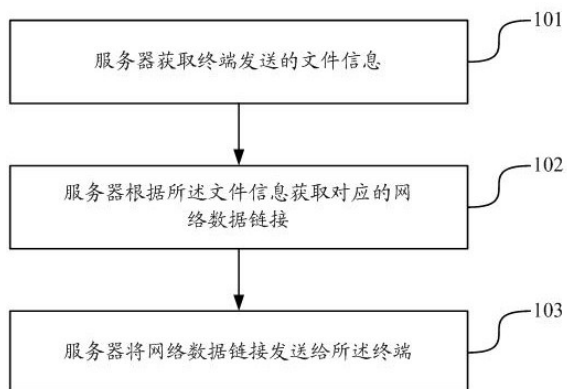 101
服务器获取终端发送的文件信息
102
服务器根据所述文件信息获取对应的网
络数据链接
103
服务器将网络数据链接发送给所述终端